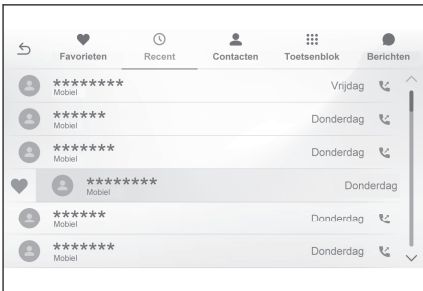 Favorieten Recent Contacten Toetsenblok Berichten
******** Vrijdag
Mobiel
****** Donderdag
Mobiel
******* Donderdag
Mobiel
******** Donderdag
Mobiel
****** Donderdag
Mobiel
******* Donderdag
Mobiel